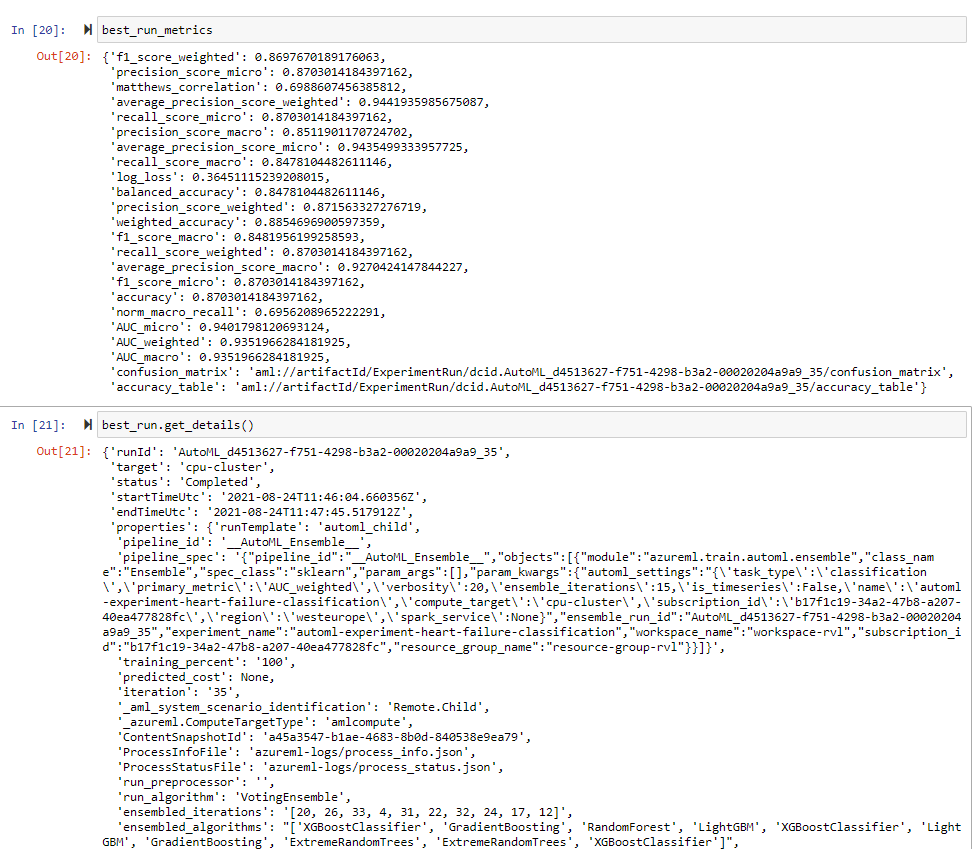 In [20]: best_run_metrics
Out[20]: {'f1_score_weighted': 0.8697670189176063,
'precision_score_micro': 0.8703014184397162,
'matthews_correlation': 0.6988607456385812,
'average_precision_score_weighted': 0.9441935985675087,
'recall_score_micro': 0.8703014184397162,
'precision_score_macro': 0.8511901170724702,
'average_precision_score_micro': 0.9435499333957725,
'recall_score_macro': 0.8478104482611146,
'log_loss': 0.36451115239208015,
'balanced_accuracy': 0.8478104482611146,
'precision_score_weighted': 0.871563327276719,
'weighted_accuracy': 0.8854696900597359,
'f1_score_macro': 0.8481956199258593,
'recall_score_weighted': 0.8703014184397162,
'average_precision_score_macro': 0.9270424147844227,
'f1_score_micro': 0.8703014184397162,
'accuracy': 0.8703014184397162,
'norm_macro_recall': 0.6956208965222291,
'AUC_micro': 0.9401798120693124,
'AUC_weighted': 0.9351966284181925,
'AUC_macro': 0.9351966284181925,
'confusion_matrix': 'aml://artifactId/ExperimentRun/dcid.AutoML_d4513627-f751-4298-b3a2-00020204a9a9_35/confusion_matrix',
'accuracy_table': 'aml://artifactId/ExperimentRun/dcid.AutoML_d4513627-f751-4298-b3a2-00020204a9a9_35/accuracy_table'}
In [21]: best_run.get_details()
Out[21]: {'runId': 'AutoML_d4513627-f751-4298-b3a2-00020204a9a9_35',
'target': 'cpu-cluster',
'status': 'Completed',
'startTimeUtc': '2021-08-24T11:46:04.660356Z',
'endTimeUtc': '2021-08-24T11:47:45.517912Z',
'properties': {'runTemplate': 'automl_child',
'pipeline_id': '__AutoML_Ensemble__',
'pipeline_spec': '{"pipeline_id":"__AutoML_Ensemble__","objects":[{"module":"azureml.train.automl.ensemble","class_nam
e":"Ensemble","spec_class":"sklearn","param_args":[],"param_kwargs":{"automl_settings":"{\'task_type\':\'classification
\',\'primary_metric\':\'AUC_weighted\',\'verbosity\':20,\'ensemble_iterations\':15,\'is_timeseries\':False,\'name\':\'automl
-experiment-heart-failure-classification\',\'compute_target\':\'cpu-cluster\',\'subscription_id\':\'b17f1c19-34a2-47b8-a207-
40ea477828fc\',\'region\':\'westeurope\',\'spark_service\':None}","ensemble_run_id":"AutoML_d4513627-f751-4298-b3a2-00020204
a9a9_35","experiment_name":"automl-experiment-heart-failure-classification","workspace_name":"workspace-rvl","subscription_i
d":"b17f1c19-34a2-47b8-a207-40ea477828fc","resource_group_name":"resource-group-rvl"}}]}',
'training_percent': '100',
'predicted_cost': None,
'iteration': '35',
'_aml_system_scenario_identification': 'Remote.Child',
'_azureml.ComputeTargetType': 'amlcompute',
'ContentSnapshotId': 'a45a3547-b1ae-4683-8b0d-840538e9ea79',
'ProcessInfoFile': 'azureml-logs/process_info.json',
'ProcessStatusFile': 'azureml-logs/process_status.json',
'run_preprocessor': '',
'run_algorithm': 'VotingEnsemble',
'ensembled_iterations': '[20, 26, 33, 4, 31, 22, 32, 24, 17, 12]',
'ensembled_algorithms': "['XGBoostClassifier', 'GradientBoosting', 'RandomForest', 'LightGBM', 'XGBoostClassifier', 'Light
GBM', 'GradientBoosting', 'ExtremeRandomTrees', 'ExtremeRandomTrees', 'XGBoostClassifier']",